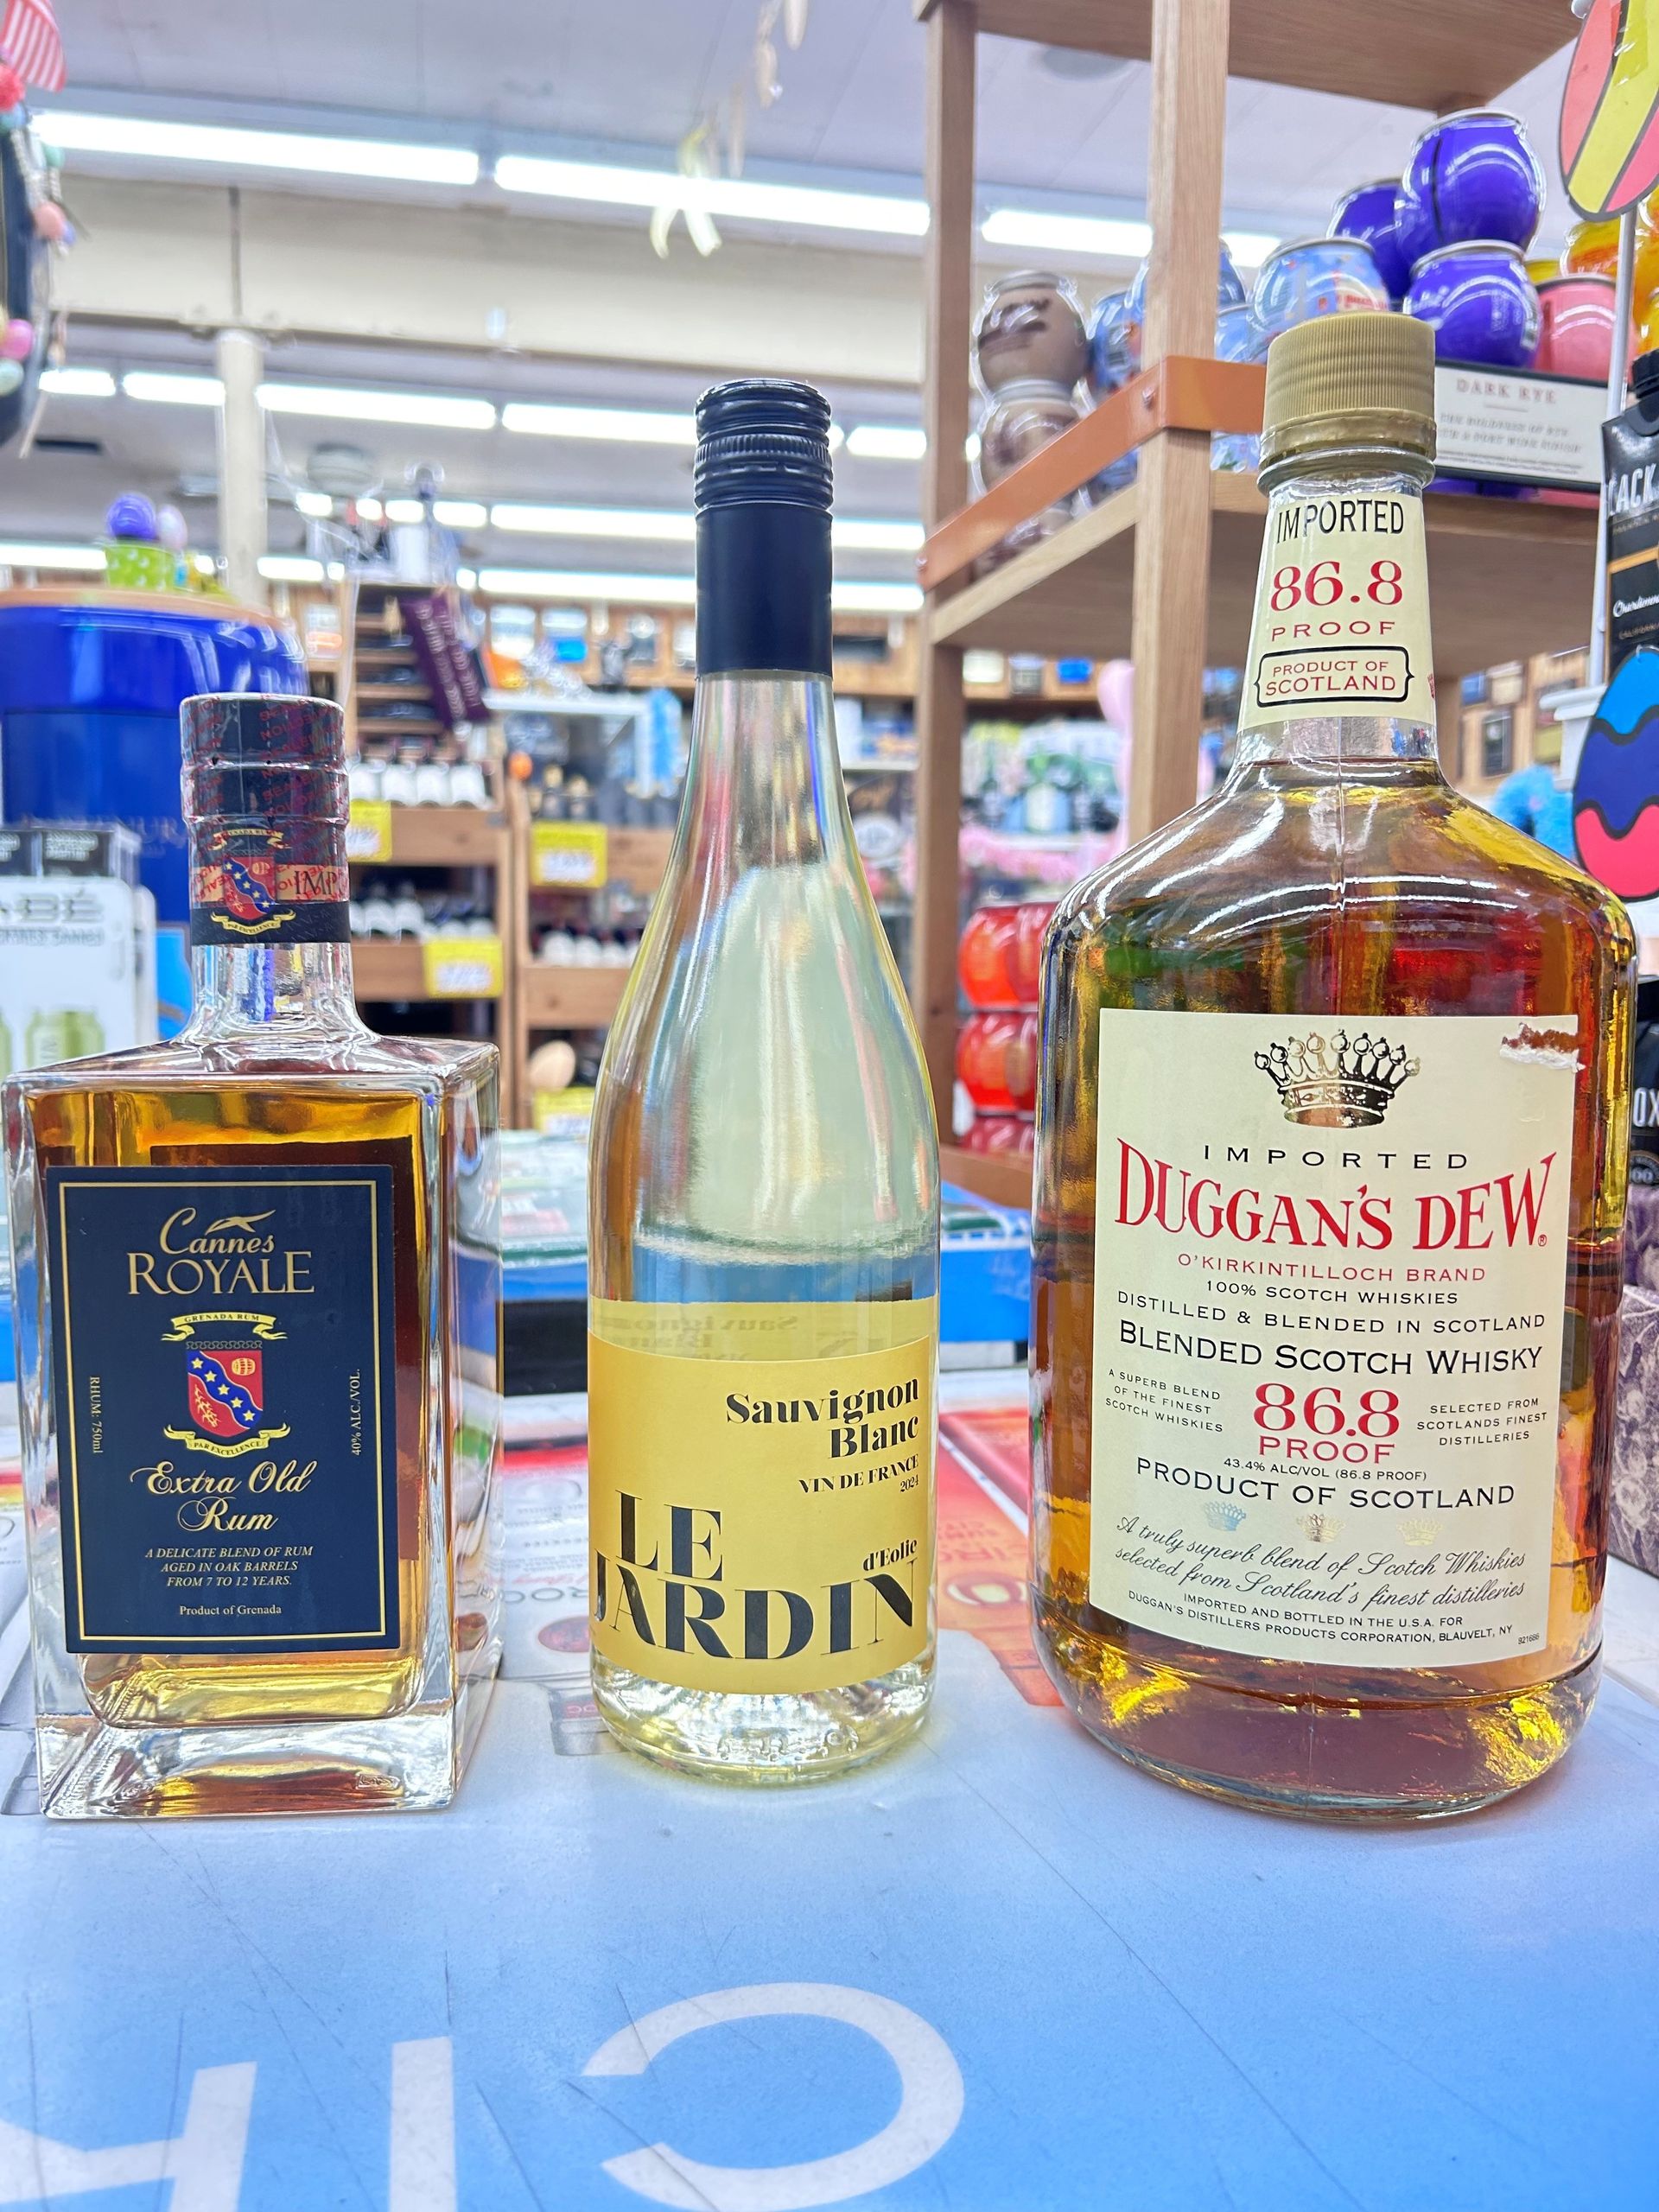 Cannes
ROYALE
GRENADA RUM
PAR EXCELLENCE
RHUM: 750ml
40% ALC/VOL.
Extra Old
Rum
A DELICATE BLEND OF RUM
AGED IN OAK BARRELS
FROM 7 TO 12 YEARS.
Product of Grenada
Sauvignon
Blanc
VIN DE FRANCE
2024
LE
d'Eolie
JARDIN
IMPORTED
86.8
PROOF
PRODUCT OF
SCOTLAND
IMPORTED
DUGGAN'S DEW®
O'KIRKINTILLOCH BRAND
100% SCOTCH WHISKIES
DISTILLED & BLENDED IN SCOTLAND
BLENDED SCOTCH WHISKY
A SUPERB BLEND
OF THE FINEST
SCOTCH WHISKIES
86.8
PROOF
SELECTED FROM
SCOTLANDS FINEST
DISTILLERIES
43.4% ALC/VOL (86.8 PROOF)
PRODUCT OF SCOTLAND
A truly superb blend of Scotch Whiskies
selected from Scotland's finest distilleries
IMPORTED AND BOTTLED IN THE U.S.A. FOR
DUGGAN'S DISTILLERS PRODUCTS CORPORATION, BLAUVELT, NY
DARK RYE